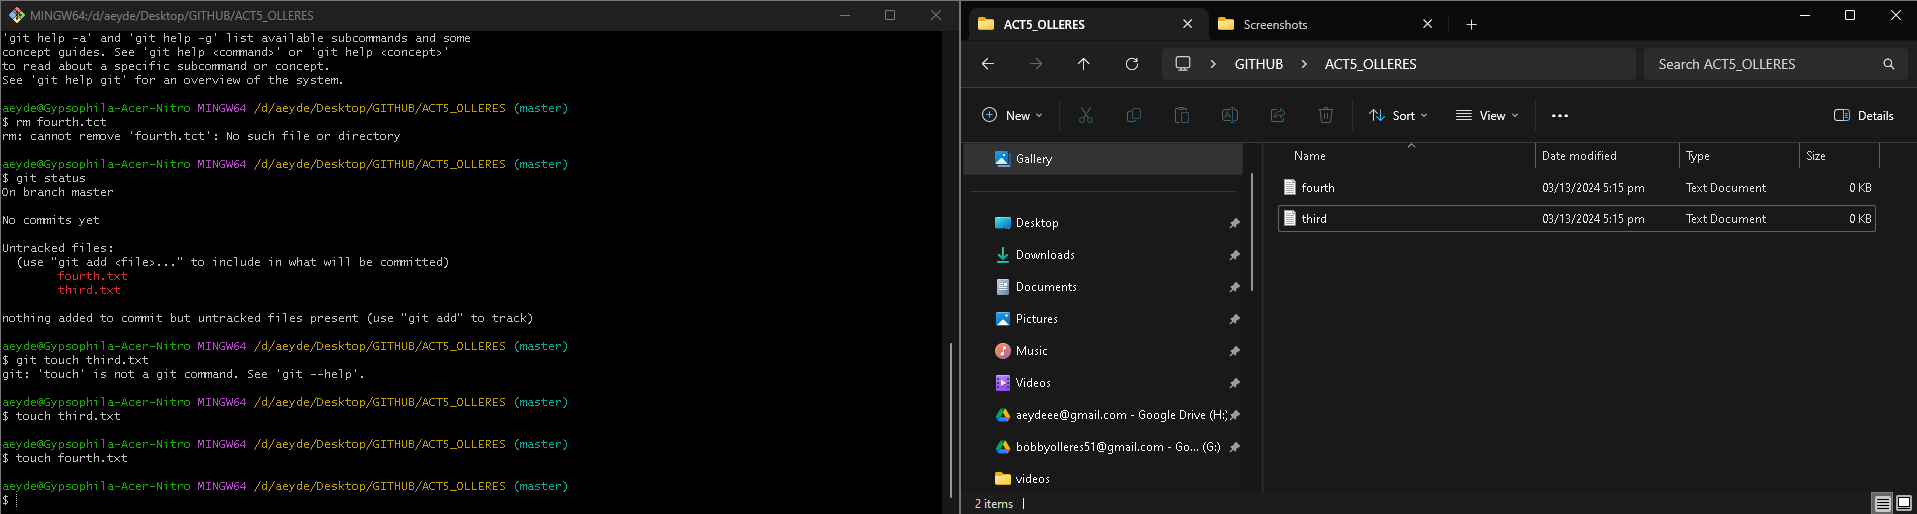 MINGW64:/d/aeyde/Desktop/GITHUB/ACT5_OLLERES
'git help -a' and 'git help -g' list available subcommands and some
concept guides. See 'git help <command>' or 'git help <concept>'
to read about a specific subcommand or concept.
See 'git help git' for an overview of the system.
aeyde@Gypsophila-Acer-Nitro MINGW64 /d/aeyde/Desktop/GITHUB/ACT5_OLLERES (master)
$ rm fourth.tct
rm: cannot remove 'fourth.tct': No such file or directory
aeyde@Gypsophila-Acer-Nitro MINGW64 /d/aeyde/Desktop/GITHUB/ACT5_OLLERES (master)
$ git status
On branch master
No commits yet
Untracked files:
(use "git add <file>..." to include in what will be committed)
fourth.txt
third.txt
nothing added to commit but untracked files present (use "git add" to track)
aeyde@Gypsophila-Acer-Nitro MINGW64 /d/aeyde/Desktop/GITHUB/ACT5_OLLERES (master)
$ git touch third.txt
git: 'touch' is not a git command. See 'git --help'.
aeyde@Gypsophila-Acer-Nitro MINGW64 /d/aeyde/Desktop/GITHUB/ACT5_OLLERES (master)
$ touch third.txt
aeyde@Gypsophila-Acer-Nitro MINGW64 /d/aeyde/Desktop/GITHUB/ACT5_OLLERES (master)
$ touch fourth.txt
aeyde@Gypsophila-Acer-Nitro MINGW64 /d/aeyde/Desktop/GITHUB/ACT5_OLLERES (master)
$
ACT5_OLLERES
Screenshots
GITHUB > ACT5_OLLERES
Search ACT5_OLLERES
New
Sort
View
Details
Gallery
Desktop
Downloads
Documents
Pictures
Music
Videos
aeydeee@gmail.com - Google Drive (H:)
bobbyolleres51@gmail.com - Go... (G:)
videos
Name Date modified Type Size
fourth 03/13/2024 5:15 pm Text Document 0 KB
third 03/13/2024 5:15 pm Text Document 0 KB
2 items